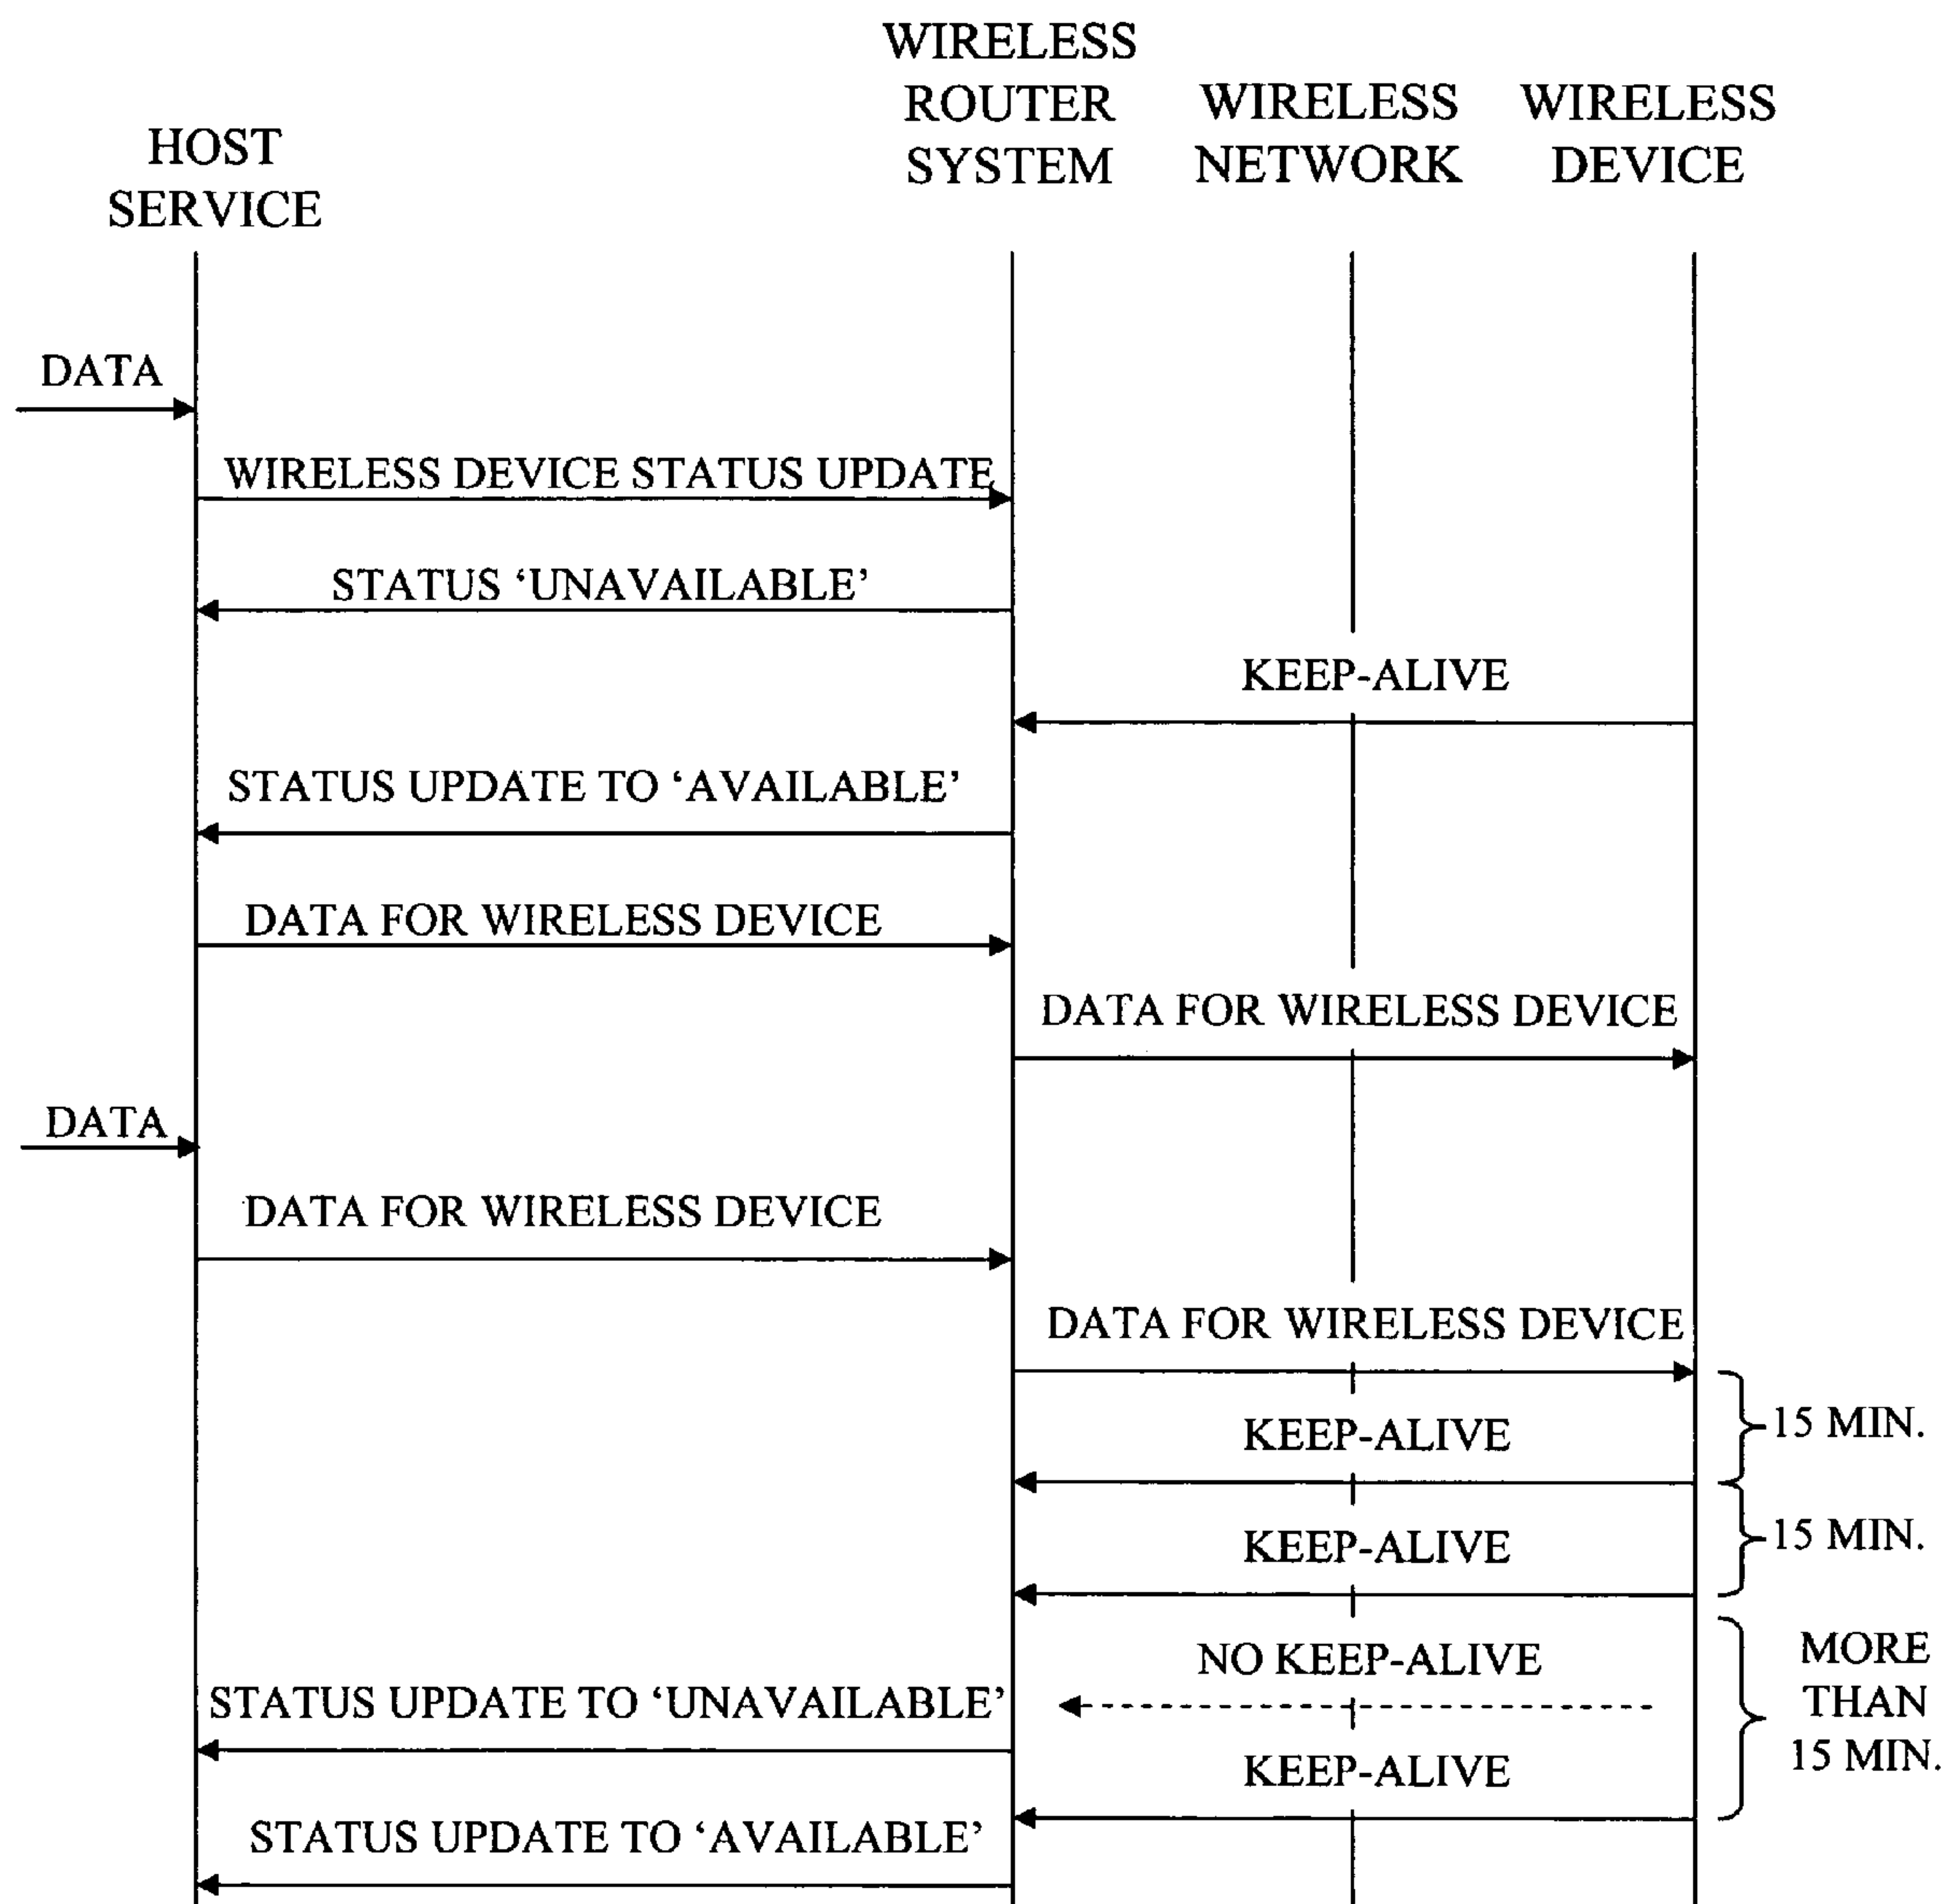 WIRELESS
ROUTER
SYSTEM
WIRELESS
NETWORK
WIRELESS
DEVICE
HOST
SERVICE
DATA
WIRELESS DEVICE STATUS UPDATE
STATUS ‘UNAVAILABLE’
KEEP-ALIVE
STATUS UPDATE TO ‘AVAILABLE’
DATA FOR WIRELESS DEVICE
DATA FOR WIRELESS DEVICE
DATA
DATA FOR WIRELESS DEVICE
DATA FOR WIRELESS DEVICE
15 MIN.
KEEP-ALIVE
15 MIN.
KEEP-ALIVE
NO KEEP-ALIVE
MORE
THAN
15 MIN.
STATUS UPDATE TO ‘UNAVAILABLE’
KEEP-ALIVE
STATUS UPDATE TO ‘AVAILABLE’